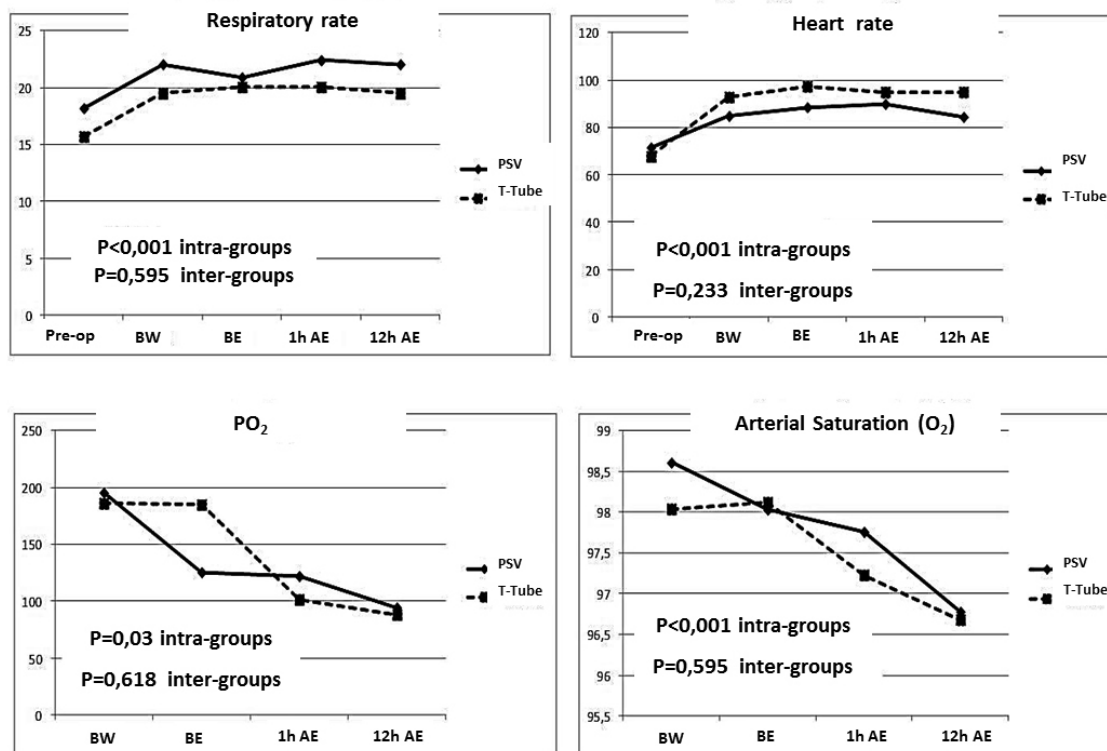 Respiratory rate
25
20
15
10
5
0
Pre-op BW BE 1h AE 12h AE
PSV
T-Tube
P<0,001 intra-groups
P=0,595 inter-groups
Heart rate
120
100
80
60
40
20
0
Pre-op BW BE 1h AE 12h AE
PSV
T-Tube
P<0,001 intra-groups
P=0,233 inter-groups
PO₂
250
200
150
100
50
0
BW BE 1h AE 12h AE
PSV
T-Tube
P=0,03 intra-groups
P=0,618 inter-groups
Arterial Saturation (O₂)
99
98,5
98
97,5
97
96,5
96
95,5
BW BE 1h AE 12h AE
PSV
T-Tube
P<0,001 intra-groups
P=0,595 inter-groups